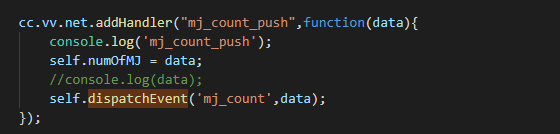 cc.vv.net.addHandler("mj_count_push",function(data){
    console.log('mj_count_push');
    self.numOfMJ = data;
    //console.log(data);
    self.dispatchEvent('mj_count',data);
});